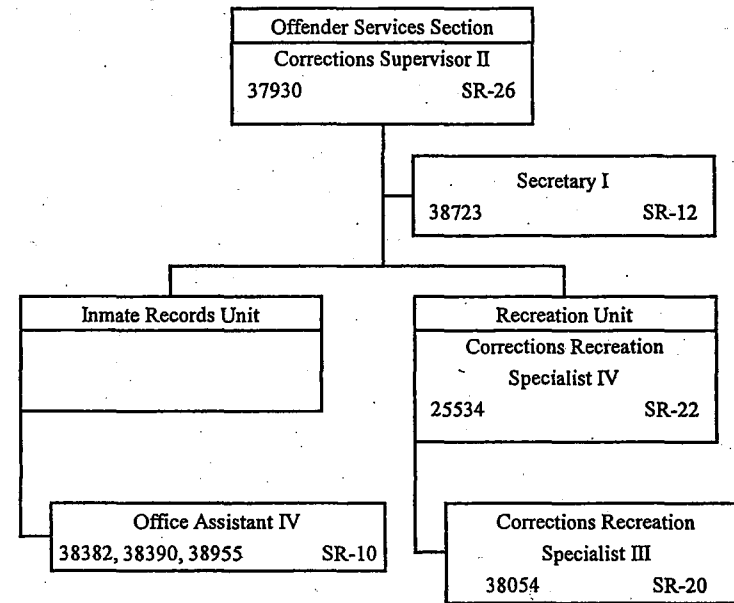 Offender Services Section
Corrections Supervisor II
37930 SR-26
Secretary I
38723 SR-12
Inmate Records Unit
Recreation Unit
Corrections Recreation
Specialist IV
25534 SR-22
Office Assistant IV
38382, 38390, 38955 SR-10
Corrections Recreation
Specialist III
38054 SR-20